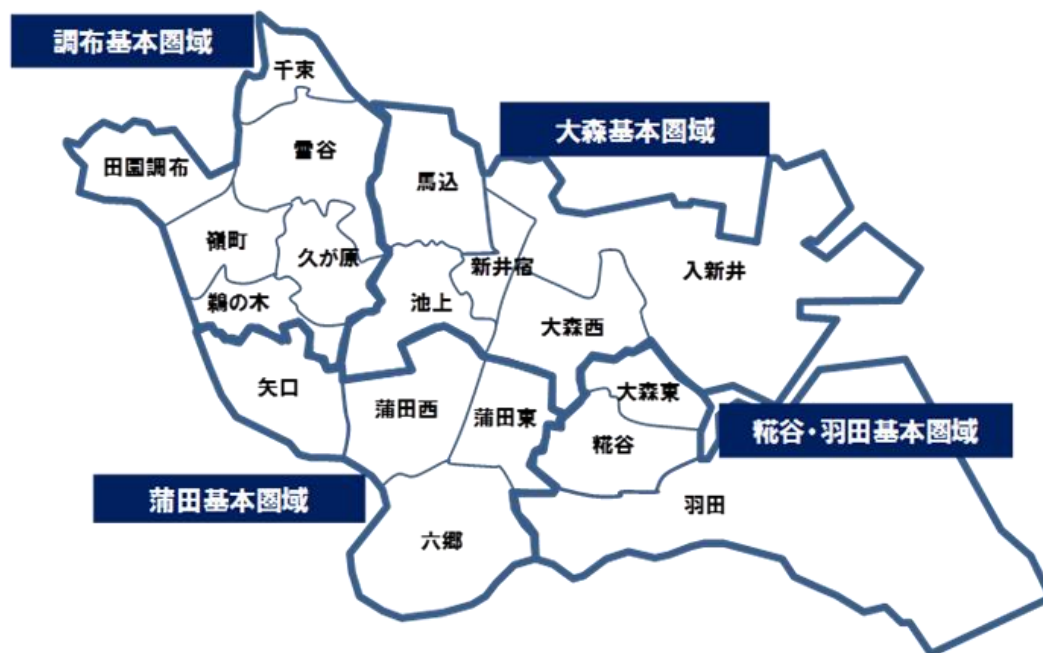 調布基本圏域
千束
大森基本圏域
雪谷
田園調布
馬込
嶺町
久が原
新井宿
入新井
鵜の木
池上
大森西
矢口
蒲田西
蒲田東
大森東
糀谷
糀谷・羽田基本圏域
蒲田基本圏域
羽田
六郷